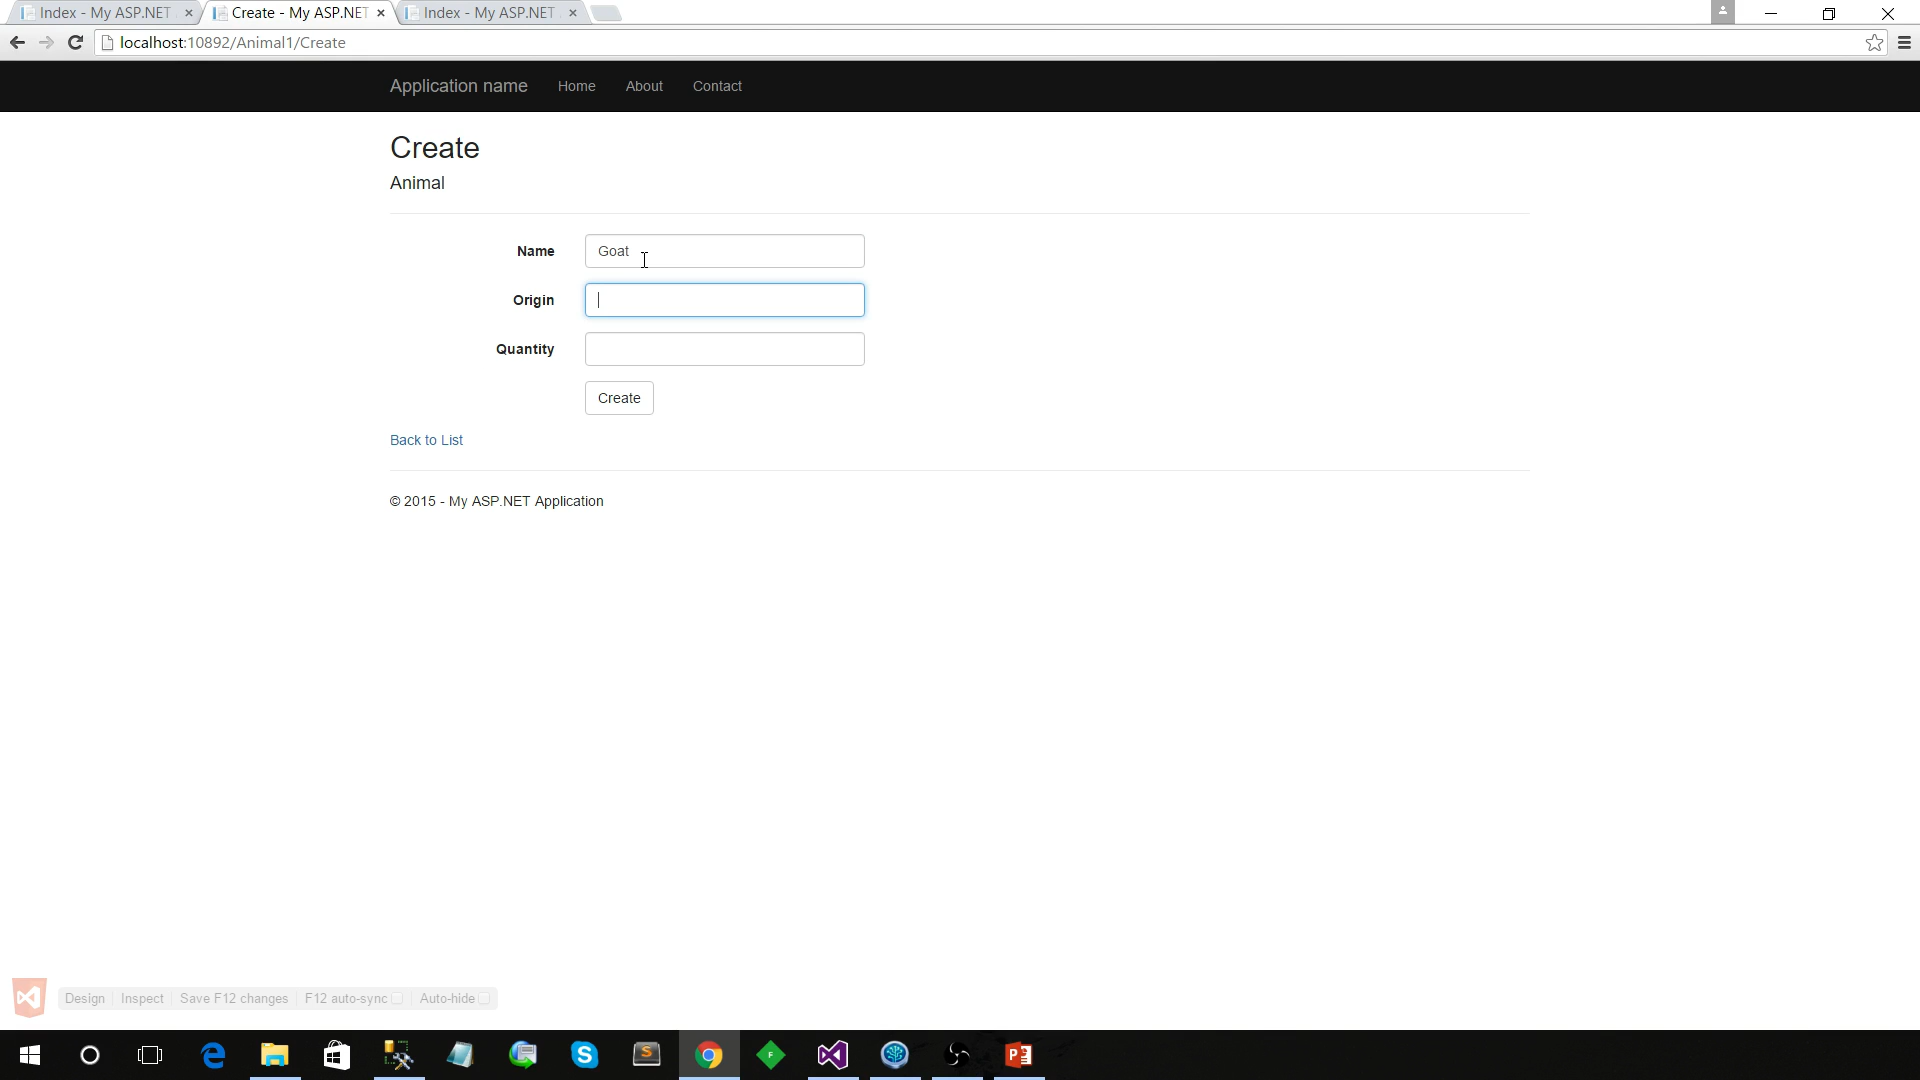 Index - My ASP.NET
Create - My ASP.NET
Index - My ASP.NET
localhost:10892/Animal1/Create
Application name Home About Contact
Create
Animal
Name Goat
Origin
Quantity
Create
Back to List
© 2015 - My ASP.NET Application
Design Inspect Save F12 changes F12 auto-sync Auto-hide